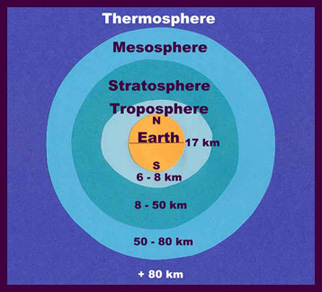 Thermosphere
Mesosphere
Stratosphere
Troposphere
N
Earth
17 km
S
6 - 8 km
8 - 50 km
50 - 80 km
+ 80 km